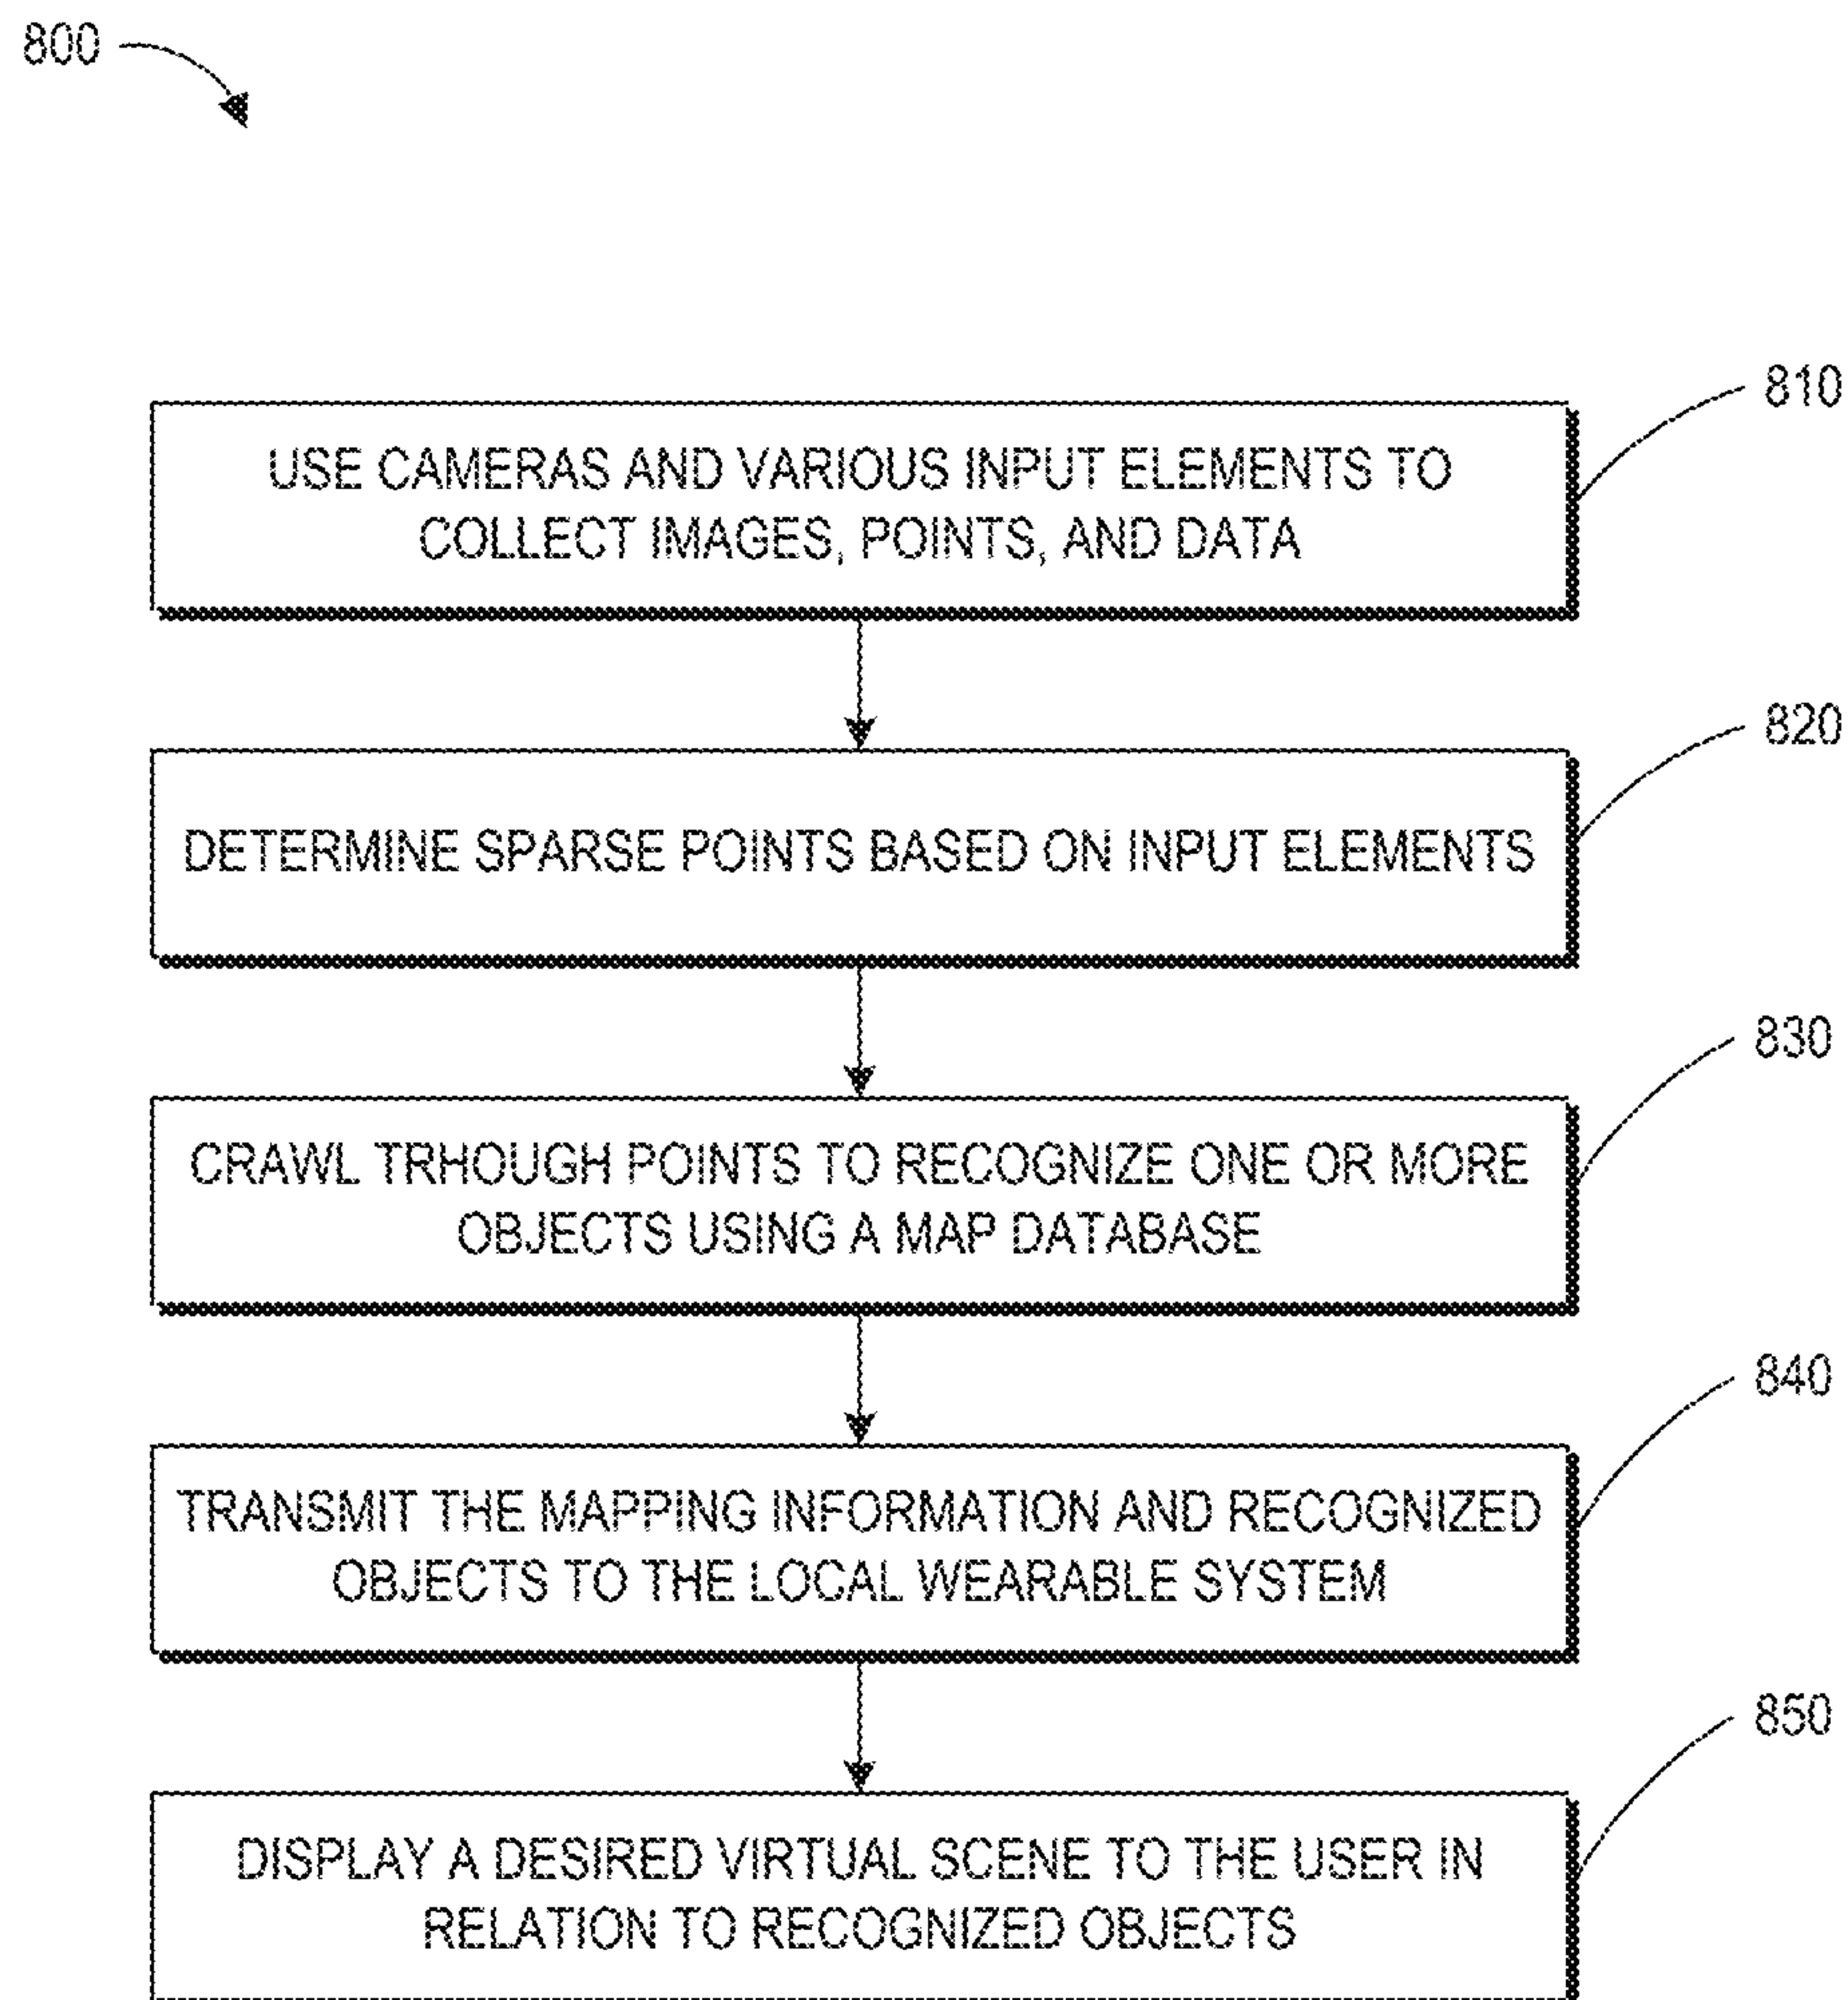 800
810
USE CAMERAS AND VARIOUS INPUT ELEMENTS TO
COLLECT IMAGES, POINTS, AND DATA
820
DETERMINE SPARSE POINTS BASED ON INPUT ELEMENTS
830
CRAWL TRHOUGH POINTS TO RECOGNIZE ONE OR MORE
OBJECTS USING A MAP DATABASE
840
TRANSMIT THE MAPPING INFORMATION AND RECOGNIZED
OBJECTS TO THE LOCAL WEARABLE SYSTEM
850
DISPLAY A DESIRED VIRTUAL SCENE TO THE USER IN
RELATION TO RECOGNIZED OBJECTS